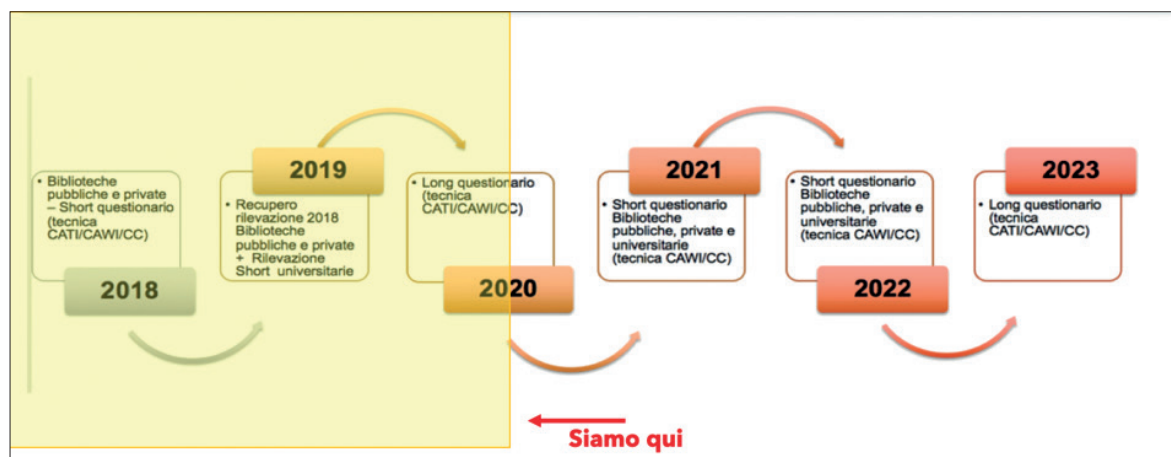 • Biblioteche
pubbliche e private
– Short questionario
(tecnica
CATI/CAWI/CC)
2018
2019
• Recupero
rilevazione 2018
Biblioteche
pubbliche e private
+ Rilevazione
Short universitarie
• Long questionario
(tecnica
CATI/CAWI/CC)
2020
2021
• Short questionario
Biblioteche
pubbliche, private e
universitarie
(tecnica CAWI/CC)
• Short questionario
Biblioteche
pubbliche, private e
universitarie
(tecnica CAWI/CC)
2022
2023
• Long questionario
(tecnica
CATI/CAWI/CC)
Siamo qui